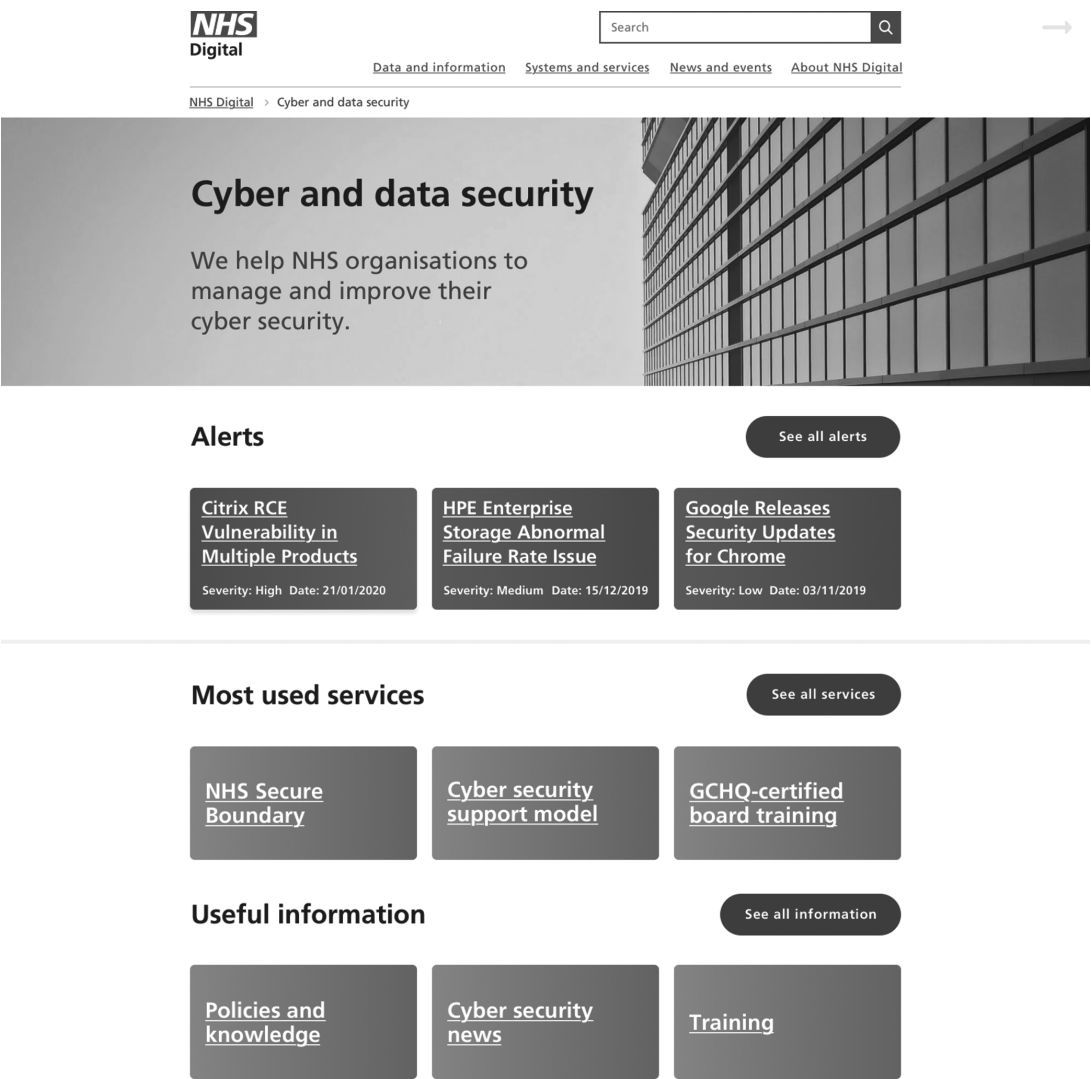 NHS
Digital
Search
Data and information Systems and services News and events About NHS Digital
NHS Digital > Cyber and data security
Cyber and data security
We help NHS organisations to
manage and improve their
cyber security.
Alerts
See all alerts
Citrix RCE
Vulnerability in
Multiple Products
Severity: High Date: 21/01/2020
HPE Enterprise
Storage Abnormal
Failure Rate Issue
Severity: Medium Date: 15/12/2019
Google Releases
Security Updates
for Chrome
Severity: Low Date: 03/11/2019
Most used services
See all services
NHS Secure
Boundary
Cyber security
support model
GCHQ-certified
board training
Useful information
See all information
Policies and
knowledge
Cyber security
news
Training